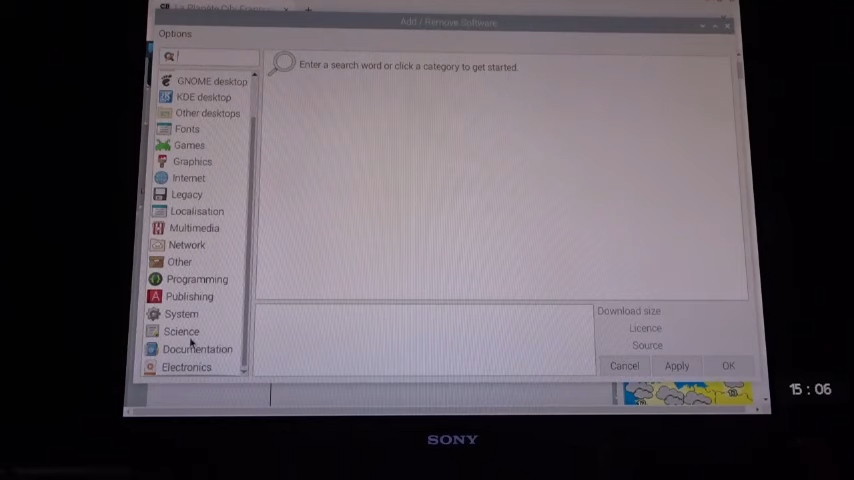 Add / Remove Software
Options
Enter a search word or click a category to get started.
GNOME desktop
KDE desktop
Other desktops
Fonts
Games
Graphics
Internet
Legacy
Localisation
Multimedia
Network
Other
Programming
Publishing
System
Science
Documentation
Electronics
Download size
Licence
Source
Cancel Apply OK
15 : 06
SONY